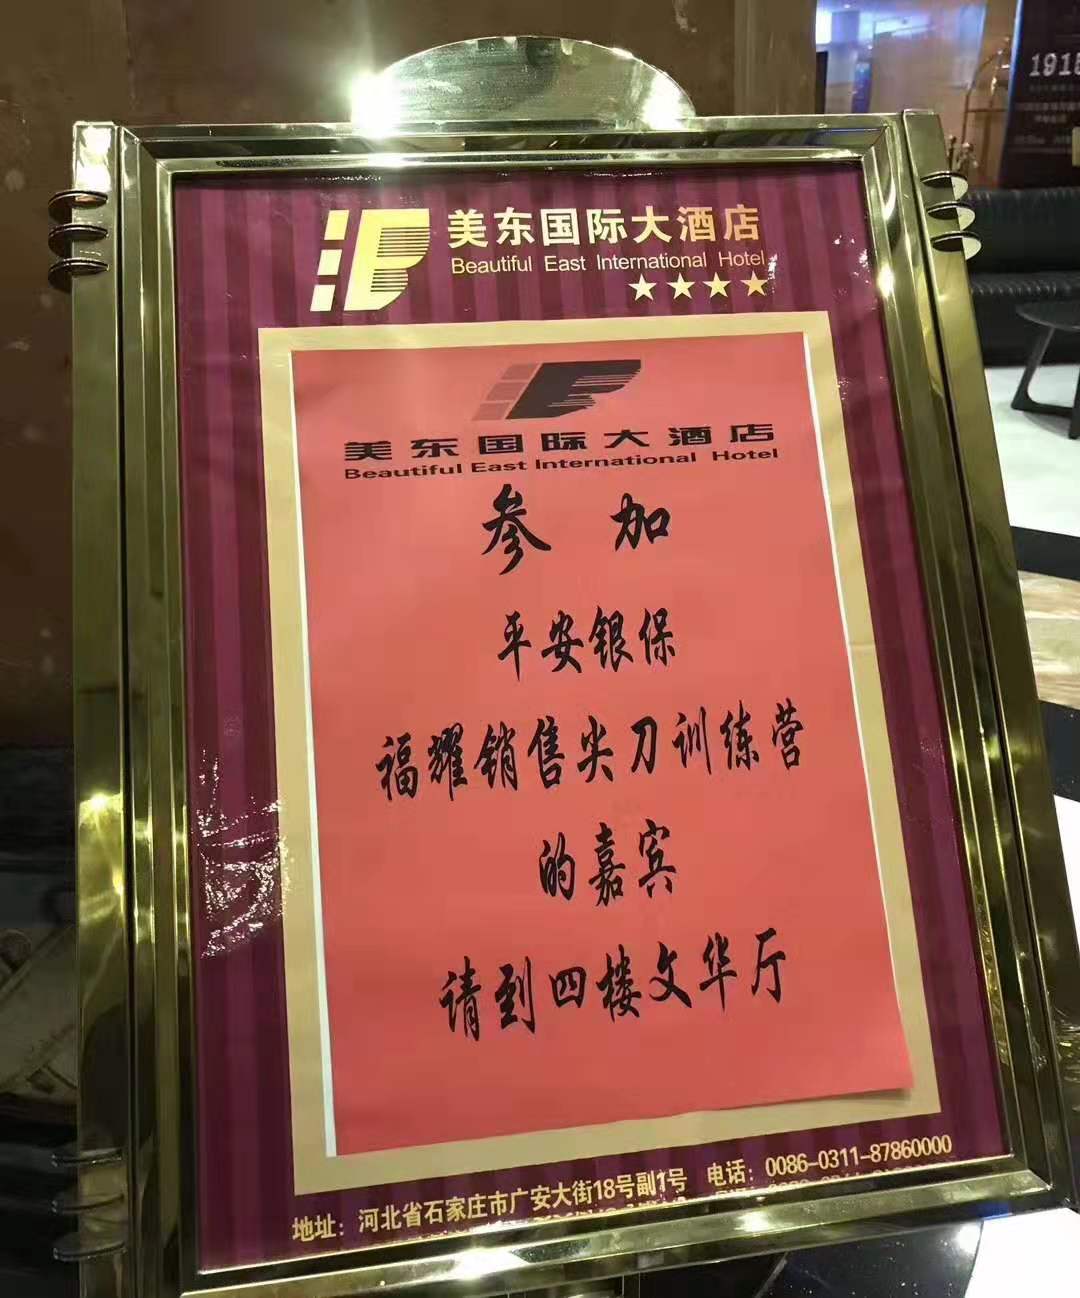 1915
美东国际大酒店
Beautiful East International Hotel
美东国际大酒店
Beautiful East International Hotel
参 加
平安银保
福耀销售尖刀训练营
的嘉宾
请到四楼文华厅
地址：河北省石家庄市广安大街18号副1号 电话：0086-0311-87860000